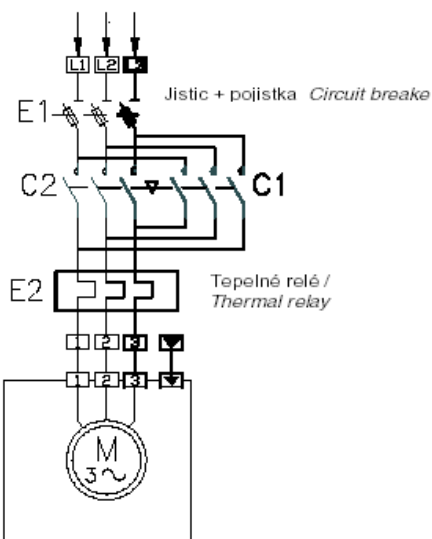 L1 L2 L3
E1
Jistic + pojistka Circuit breake
C2 C1
E2
Tepelné relé /
Thermal relay
1 2 3
1 2 3
M
3~